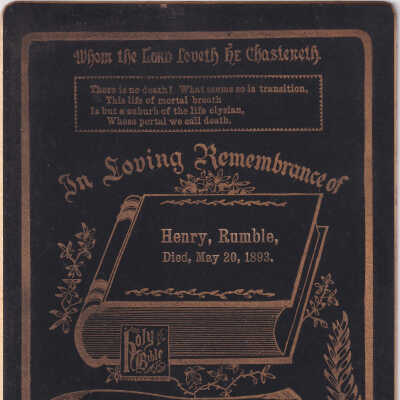 Whom the LORD loveth HE Chasteneth.
There is no death! What seems so is transition,
This life of mortal breath
Is but a suburb of the life elysian,
Whose portal we call death.
In Loving Remembrance of
Henry, Rumble,
Died, May 20, 1893.
Holy
Bible